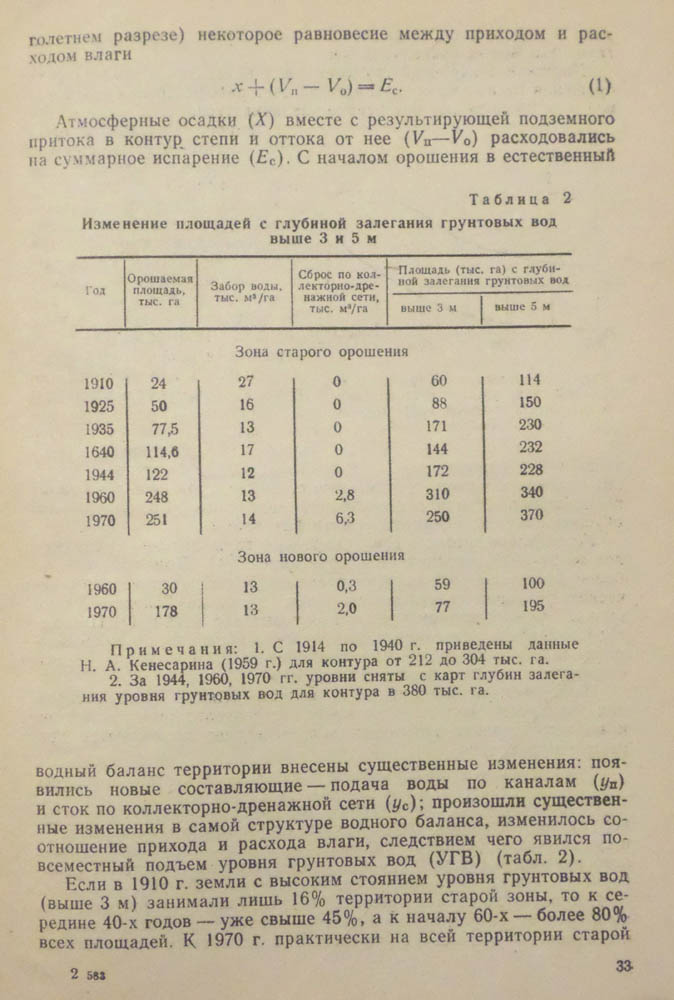 голетнем разрезе) некоторое равновесие между приходом и рас-
ходом влаги
x + (Vп — Vо) = Eс. (1)
Атмосферные осадки (X) вместе с результирующей подземного
притока в контур степи и оттока от нее (Vп—Vо) расходовались
на суммарное испарение (Eс). С началом орошения в естественный
Таблица 2
Изменение площадей с глубиной залегания грунтовых вод
выше 3 и 5 м
Год | Орошаемая площадь, тыс. га | Забор воды, тыс. м³/га | Сброс по кол-лекторно-дре-нажной сети, тыс. м³/га | Площадь (тыс. га) с глуби-ной залегания грунтовых вод
выше 3 м | выше 5 м
Зона старого орошения
1910 | 24 | 27 | 0 | 60 | 114
1925 | 50 | 16 | 0 | 88 | 150
1935 | 77,5 | 13 | 0 | 171 | 230
1640 | 114,6 | 17 | 0 | 144 | 232
1944 | 122 | 12 | 0 | 172 | 228
1960 | 248 | 13 | 2,8 | 310 | 340
1970 | 251 | 14 | 6,3 | 250 | 370
Зона нового орошения
1960 | 30 | 13 | 0,3 | 59 | 100
1970 | 178 | 13 | 2,0 | 77 | 195
Примечания: 1. С 1914 по 1940 г. приведены данные
Н. А. Кенесарина (1959 г.) для контура от 212 до 304 тыс. га.
2. За 1944, 1960, 1970 гг. уровни сняты с карт глубин залега-
ния уровня грунтовых вод для контура в 380 тыс. га.
водный баланс территории внесены существенные изменения: поя-
вились новые составляющие — подача воды по каналам (yп)
и сток по коллекторно-дренажной сети (yс); произошли существен-
ные изменения в самой структуре водного баланса, изменилось со-
отношение прихода и расхода влаги, следствием чего явился по-
всеместный подъем уровня грунтовых вод (УГВ) (табл. 2).
Если в 1910 г. земли с высоким стоянием уровня грунтовых вод
(выше 3 м) занимали лишь 16% территории старой зоны, то к се-
редине 40-х годов — уже свыше 45%, а к началу 60-х — более 80%
всех площадей. К 1970 г. практически на всей территории старой
2 583
33